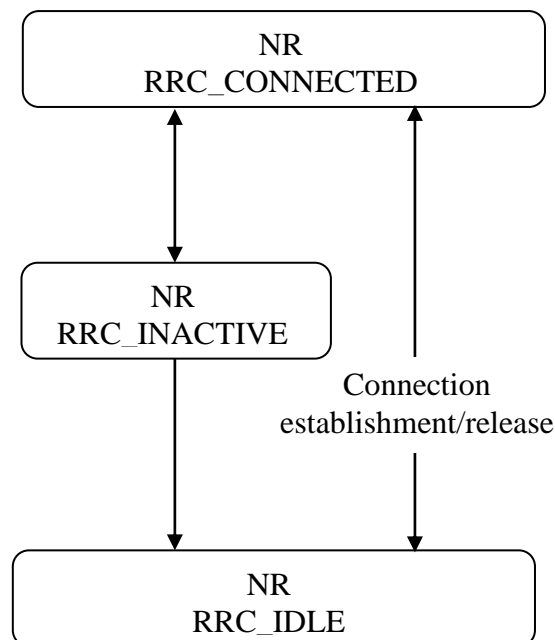 NR
RRC_CONNECTED
NR
RRC_INACTIVE
Connection
establishment/release
NR
RRC_IDLE